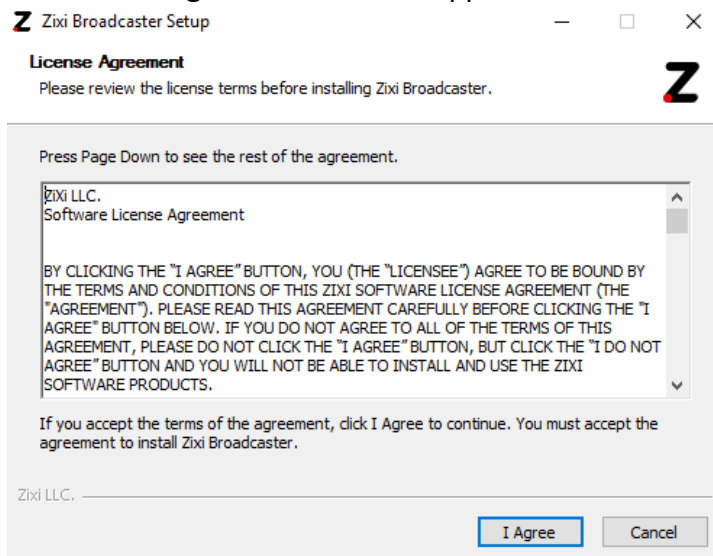 Z Zixi Broadcaster Setup
License Agreement
Please review the license terms before installing Zixi Broadcaster.
Z
Press Page Down to see the rest of the agreement.
ZiXi LLC.
Software License Agreement
BY CLICKING THE "I AGREE" BUTTON, YOU (THE "LICENSEE") AGREE TO BE BOUND BY
THE TERMS AND CONDITIONS OF THIS ZIXI SOFTWARE LICENSE AGREEMENT (THE
"AGREEMENT"). PLEASE READ THIS AGREEMENT CAREFULLY BEFORE CLICKING THE "I
AGREE" BUTTON BELOW. IF YOU DO NOT AGREE TO ALL OF THE TERMS OF THIS
AGREEMENT, PLEASE DO NOT CLICK THE "I AGREE" BUTTON, BUT CLICK THE "I DO NOT
AGREE" BUTTON AND YOU WILL NOT BE ABLE TO INSTALL AND USE THE ZIXI
SOFTWARE PRODUCTS.
If you accept the terms of the agreement, click I Agree to continue. You must accept the
agreement to install Zixi Broadcaster.
Zixi LLC.
I Agree
Cancel